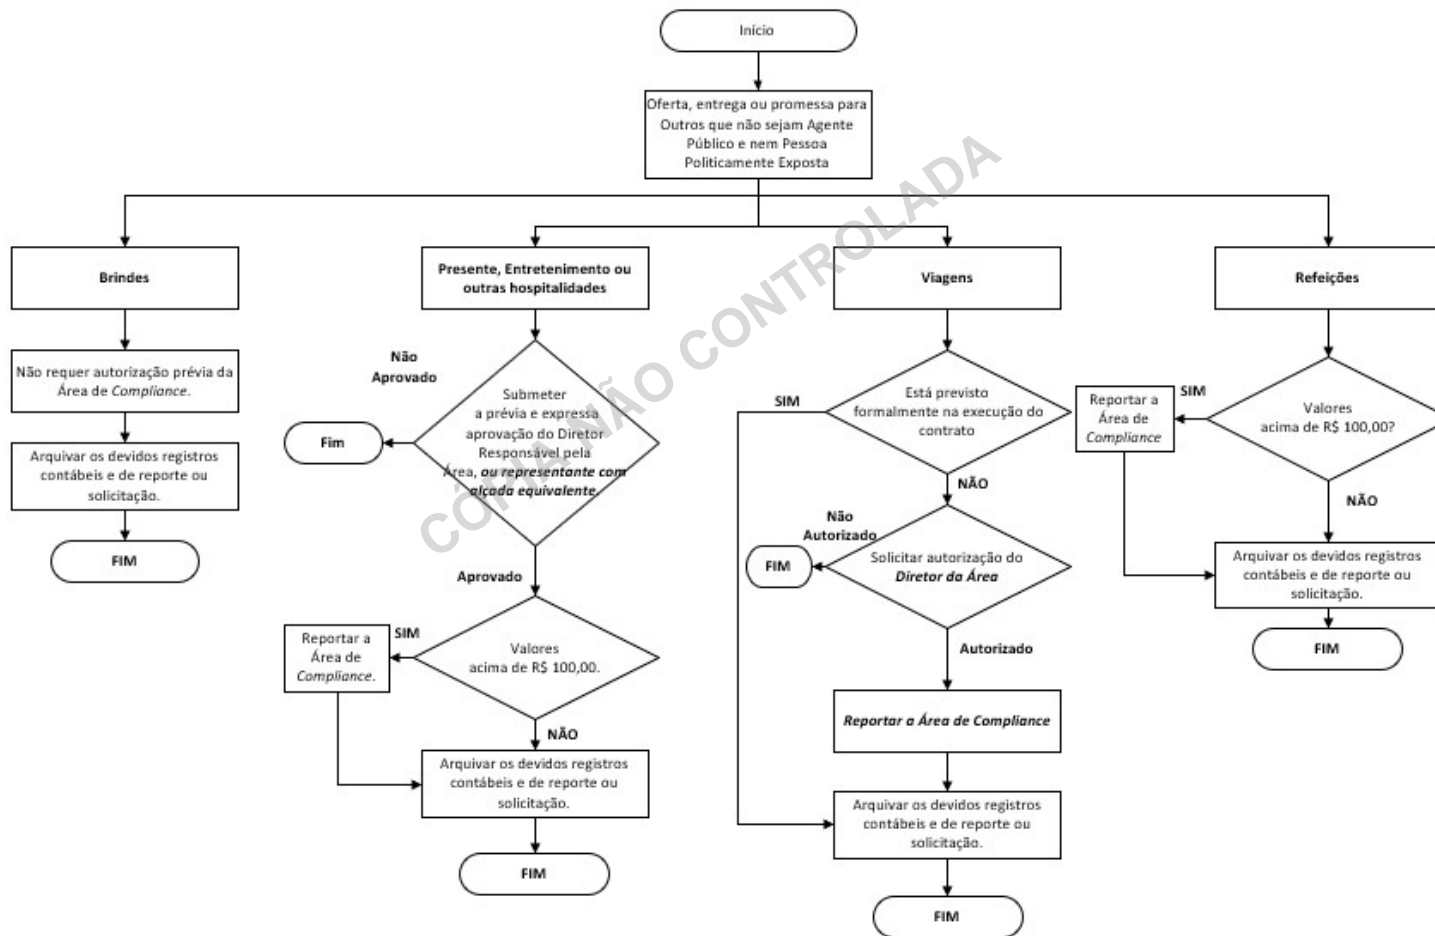 Início
Oferta, entrega ou promessa para
Outros que não sejam Agente
Público e nem Pessoa
Politicamente Exposta
Brindes
Não requer autorização prévia da
Área de Compliance.
Arquivar os devidos registros
contábeis e de reporte ou
solicitação.
FIM
Presente, Entretenimento ou
outras hospitalidades
Não
Aprovado
Submeter
a prévia e expressa
aprovação do Diretor
Responsável pela
Área, ou representante com
alçada equivalente.
Fim
Aprovado
Valores
acima de R$ 100,00.
SIM
Reportar a
Área de
Compliance.
NÃO
Arquivar os devidos registros
contábeis e de reporte ou
solicitação.
FIM
Viagens
Está previsto
formalmente na execução do
contrato
SIM
NÃO
Não
Autorizado
Solicitar autorização do
Diretor da Área
FIM
Autorizado
Reportar a Área de Compliance
Arquivar os devidos registros
contábeis e de reporte ou
solicitação.
FIM
Refeições
Valores
acima de R$ 100,00?
SIM
Reportar a
Área de
Compliance
NÃO
Arquivar os devidos registros
contábeis e de reporte ou
solicitação.
FIM
CÓPIA NÃO CONTROLADA